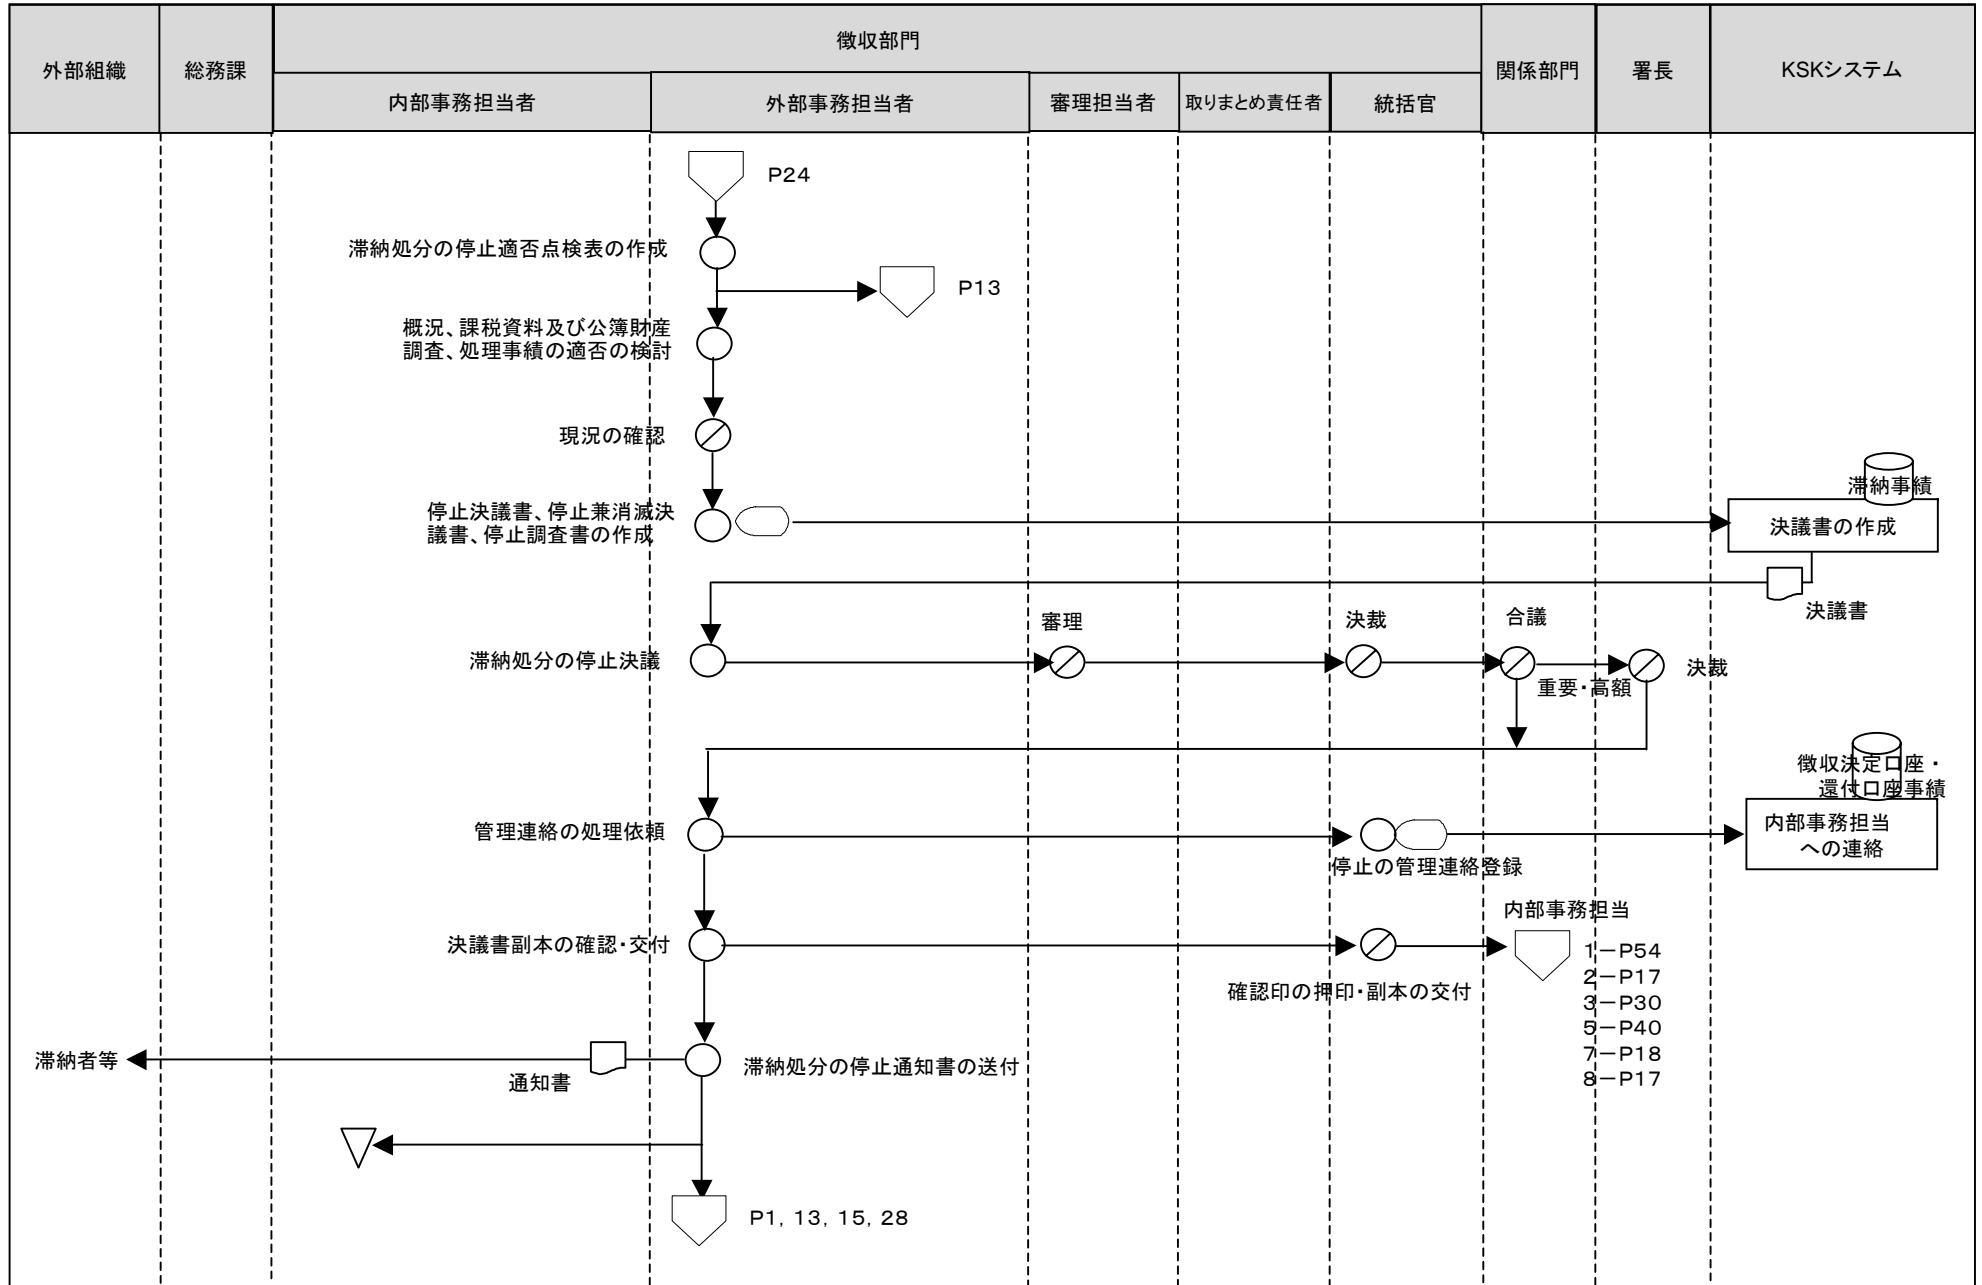 外部組織
総務課
徴収部門
内部事務担当者
外部事務担当者
審理担当者
取りまとめ責任者
統括官
関係部門
署長
KSKシステム
P24
滞納処分の停止適否点検表の作成
P13
概況、課税資料及び公簿財産
調査、処理事績の適否の検討
現況の確認
停止決議書、停止兼消滅決
議書、停止調査書の作成
滞納事績
決議書の作成
決議書
滞納処分の停止決議
審理
決裁
合議
重要・高額
決裁
徴収決定口座・
還付口座事績
内部事務担当
への連絡
管理連絡の処理依頼
停止の管理連絡登録
決議書副本の確認・交付
確認印の押印・副本の交付
内部事務担当
1－P54
2－P17
3－P30
5－P40
7－P18
8－P17
滞納者等
通知書
滞納処分の停止通知書の送付
P1, 13, 15, 28